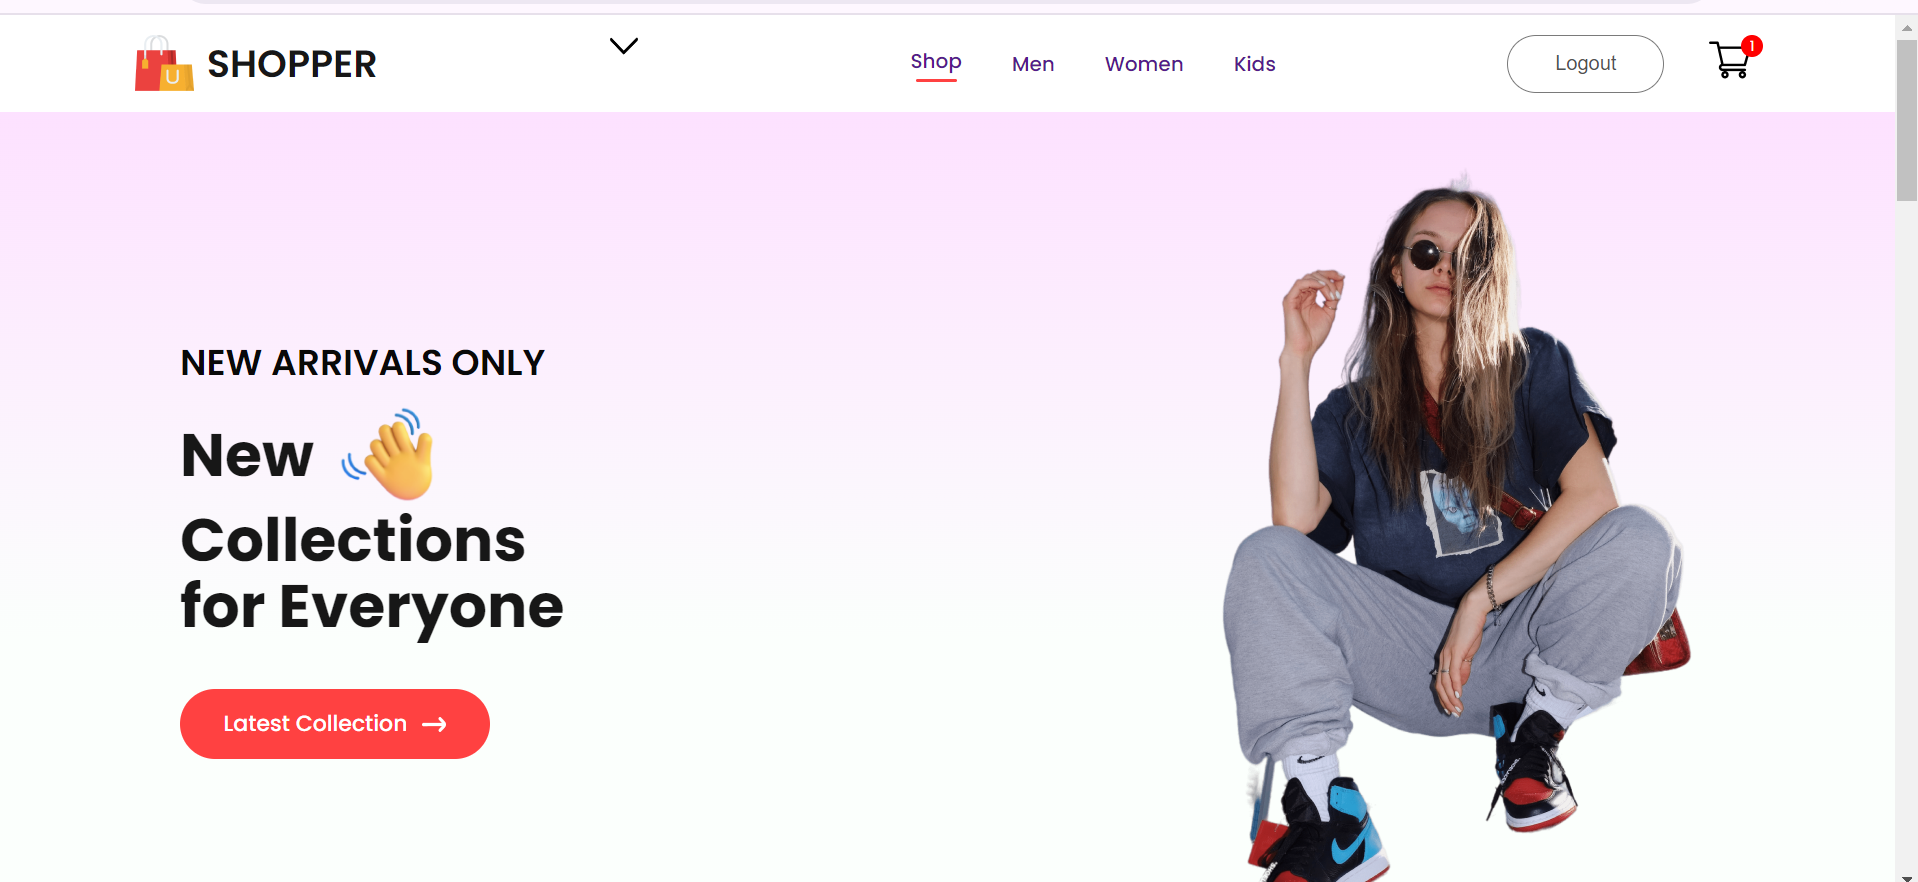 SHOPPER
Shop
Men
Women
Kids
Logout
1
U
NEW ARRIVALS ONLY
New
Collections
for Everyone
Latest Collection